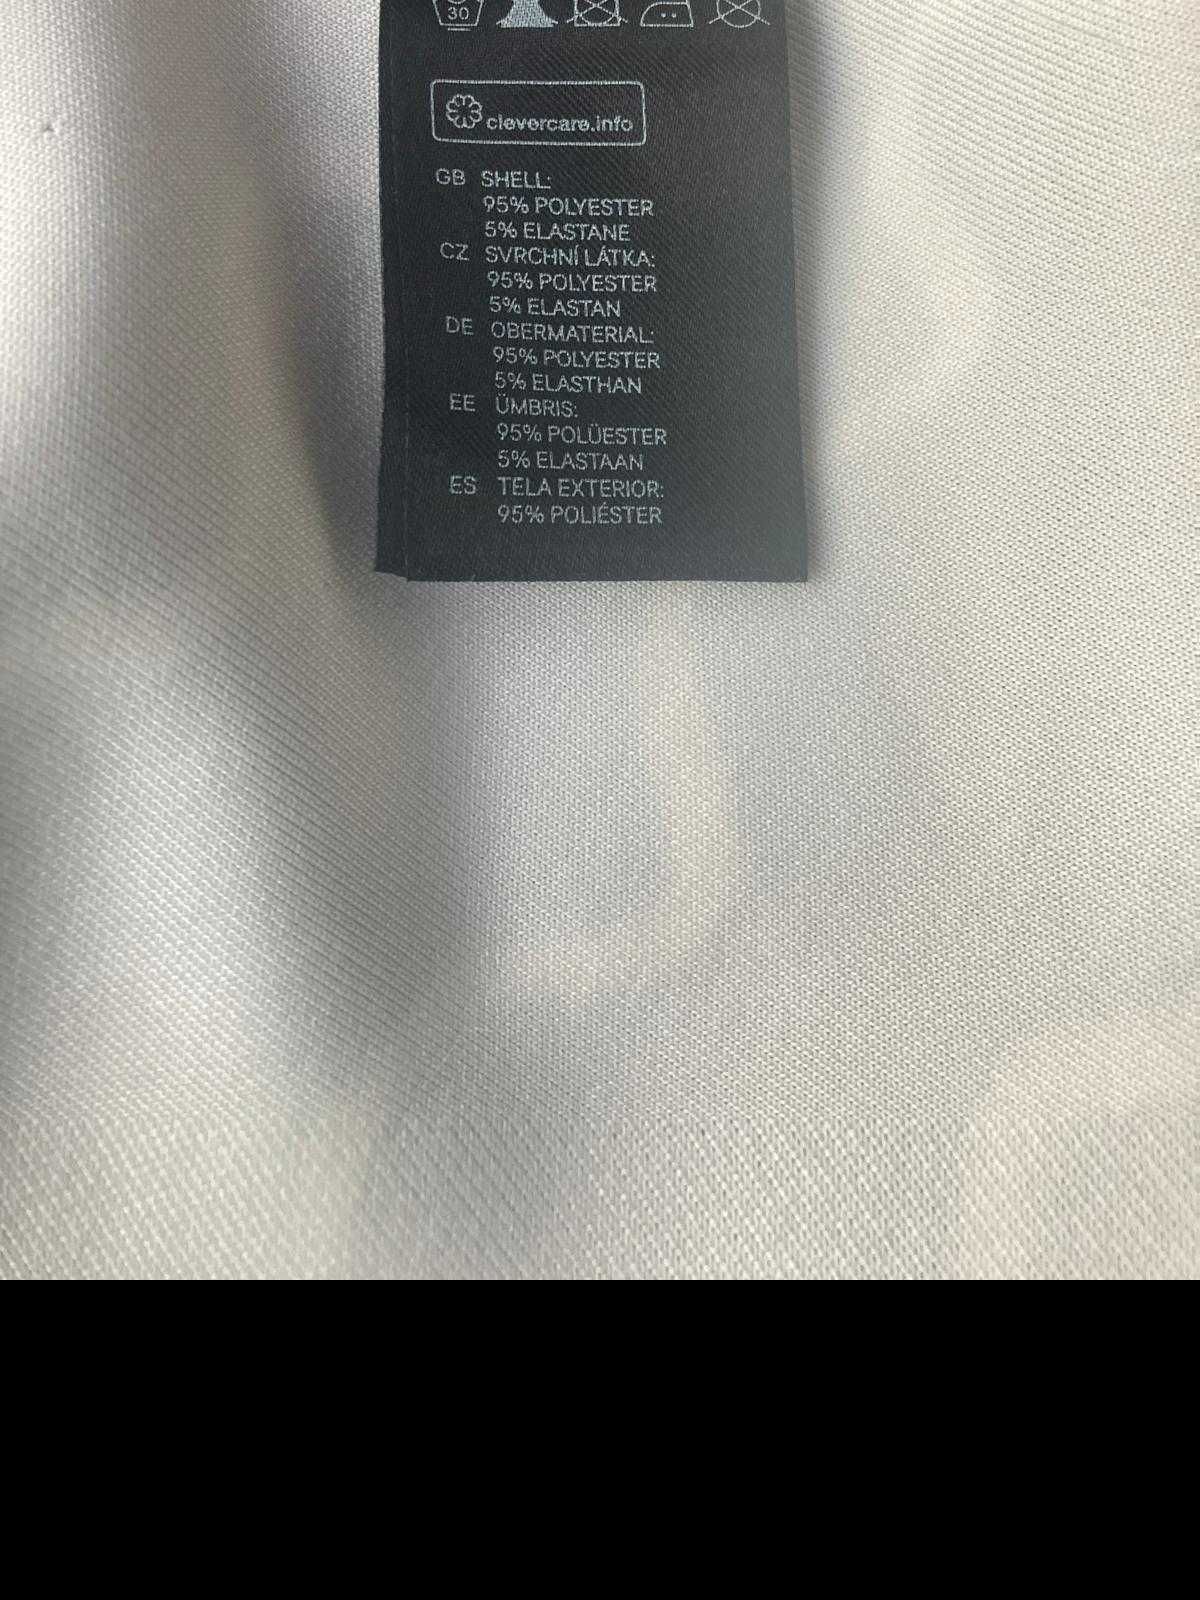 30
clevercare.info
GB SHELL:
95% POLYESTER
5% ELASTANE
CZ SVRCHNÍ LÁTKA:
95% POLYESTER
5% ELASTAN
DE OBERMATERIAL:
95% POLYESTER
5% ELASTHAN
EE ÜMBRIS:
95% POLÜESTER
5% ELASTAAN
ES TELA EXTERIOR:
95% POLIÉSTER